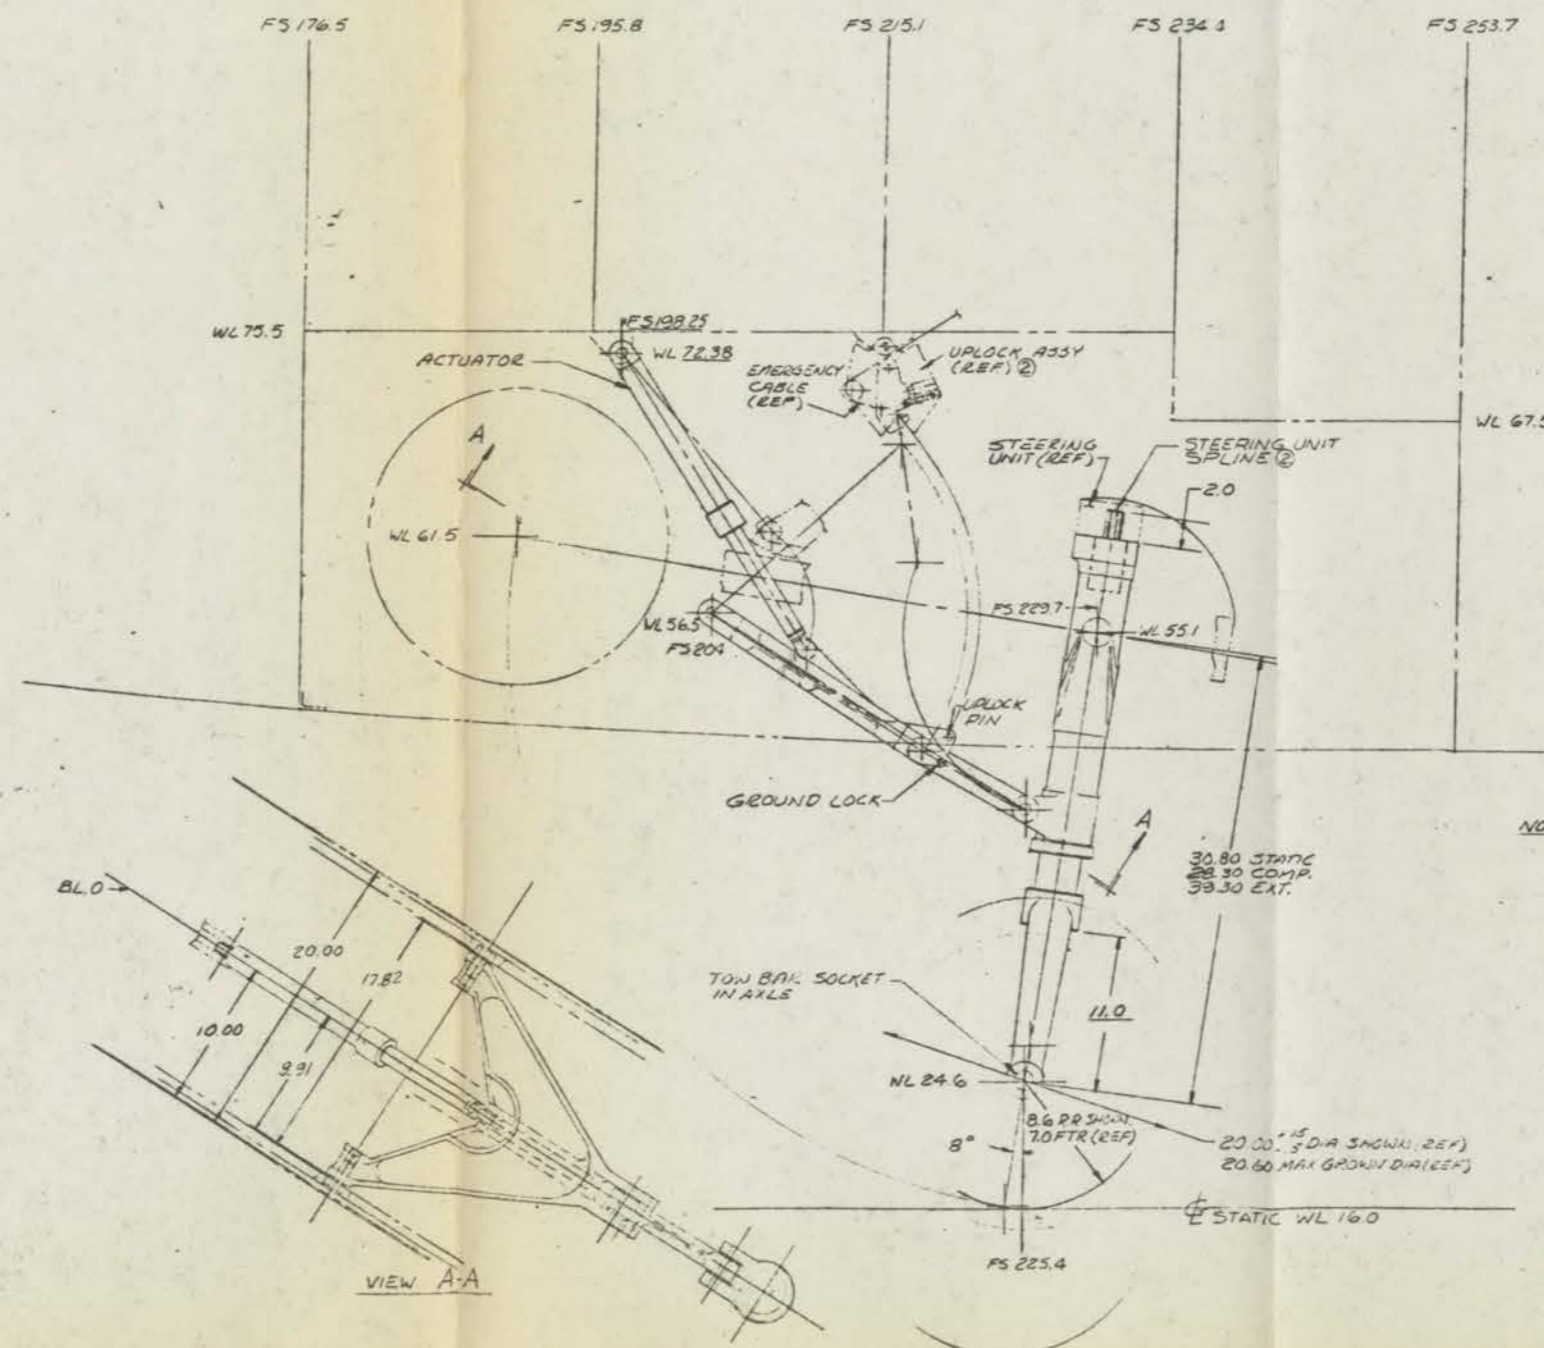 FS 176.5
FS 195.8
FS 215.1
FS 234.4
FS 253.7
WL 75.5
FS 198.25
WL 72.38
ACTUATOR
EMERGENCY
CABLE
(REF)
UPLOCK ASSY
(REF) ②
WL 67.5
A
STEERING
UNIT (REF)
STEERING UNIT
SPLINE ②
2.0
WL 61.5
FS 229.7
WL 55.1
WL 56.5
FS 204
UPLOCK
PIN
GROUND LOCK
A
NO
30.80 STATIC
28.30 COMP.
39.30 EXT.
BL.0
20.00
17.82
10.00
9.91
TOW BAR SOCKET
IN AXLE
11.0
WL 24.6
8.6 RR SHOWN
7.0 FTR (REF)
8°
20.00 DIA SHOWN (REF)
20.60 MAX GROWN DIA (REF)
℄ STATIC WL 16.0
FS 225.4
VIEW A-A